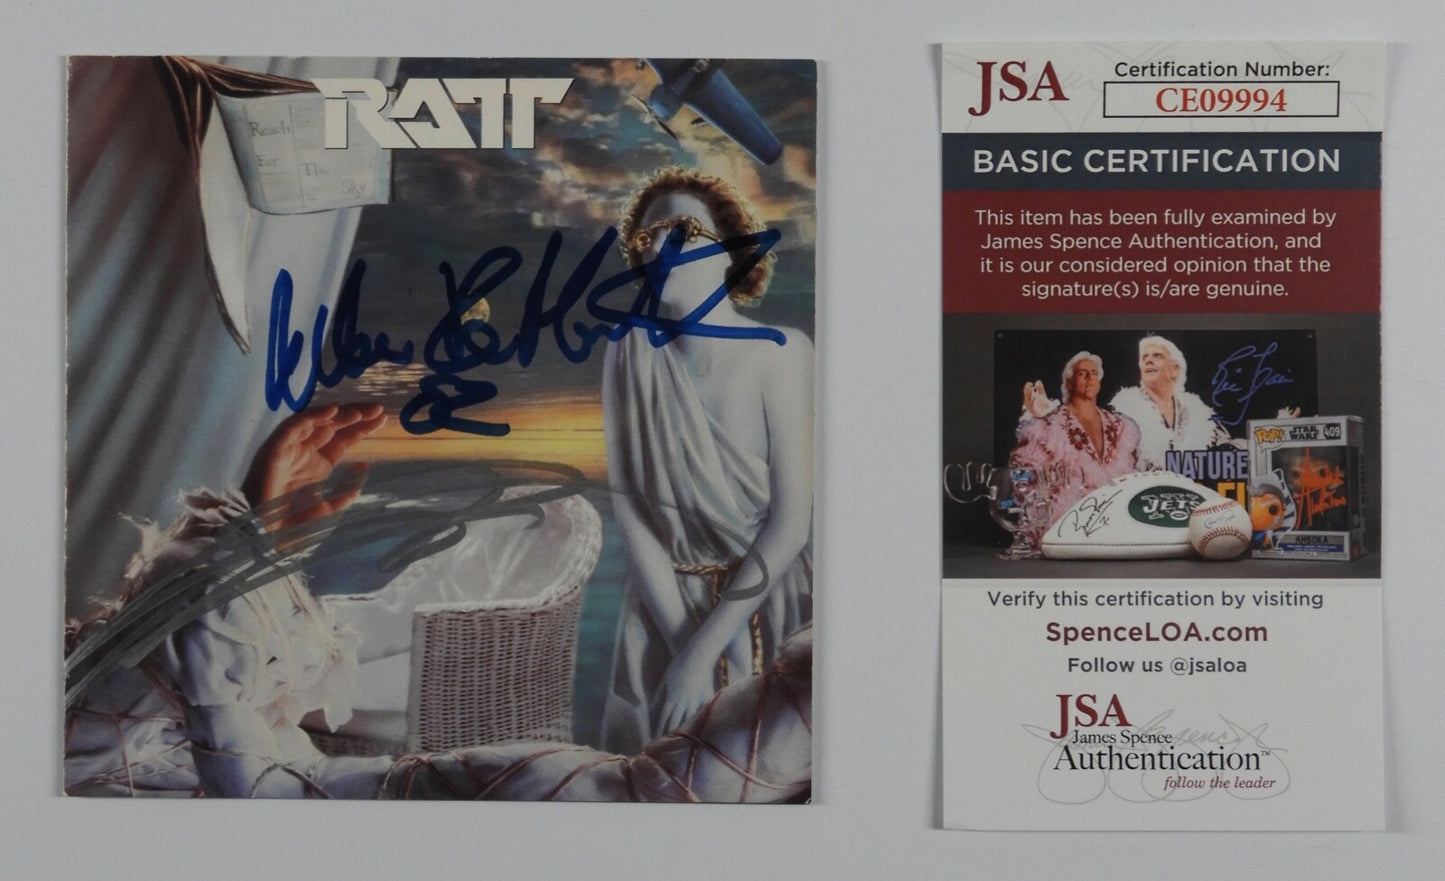 RATT
Reach
For
The
Sky
JSA
Certification Number:
CE09994
BASIC CERTIFICATION
This item has been fully examined by
James Spence Authentication, and
it is our considered opinion that the
signature(s) is/are genuine.
NATURE
POP!
STAR
WARS
409
JETS
AHSOKA
Verify this certification by visiting
SpenceLOA.com
Follow us @jsaloa
JSA
James Spence
Authentication™
follow the leader